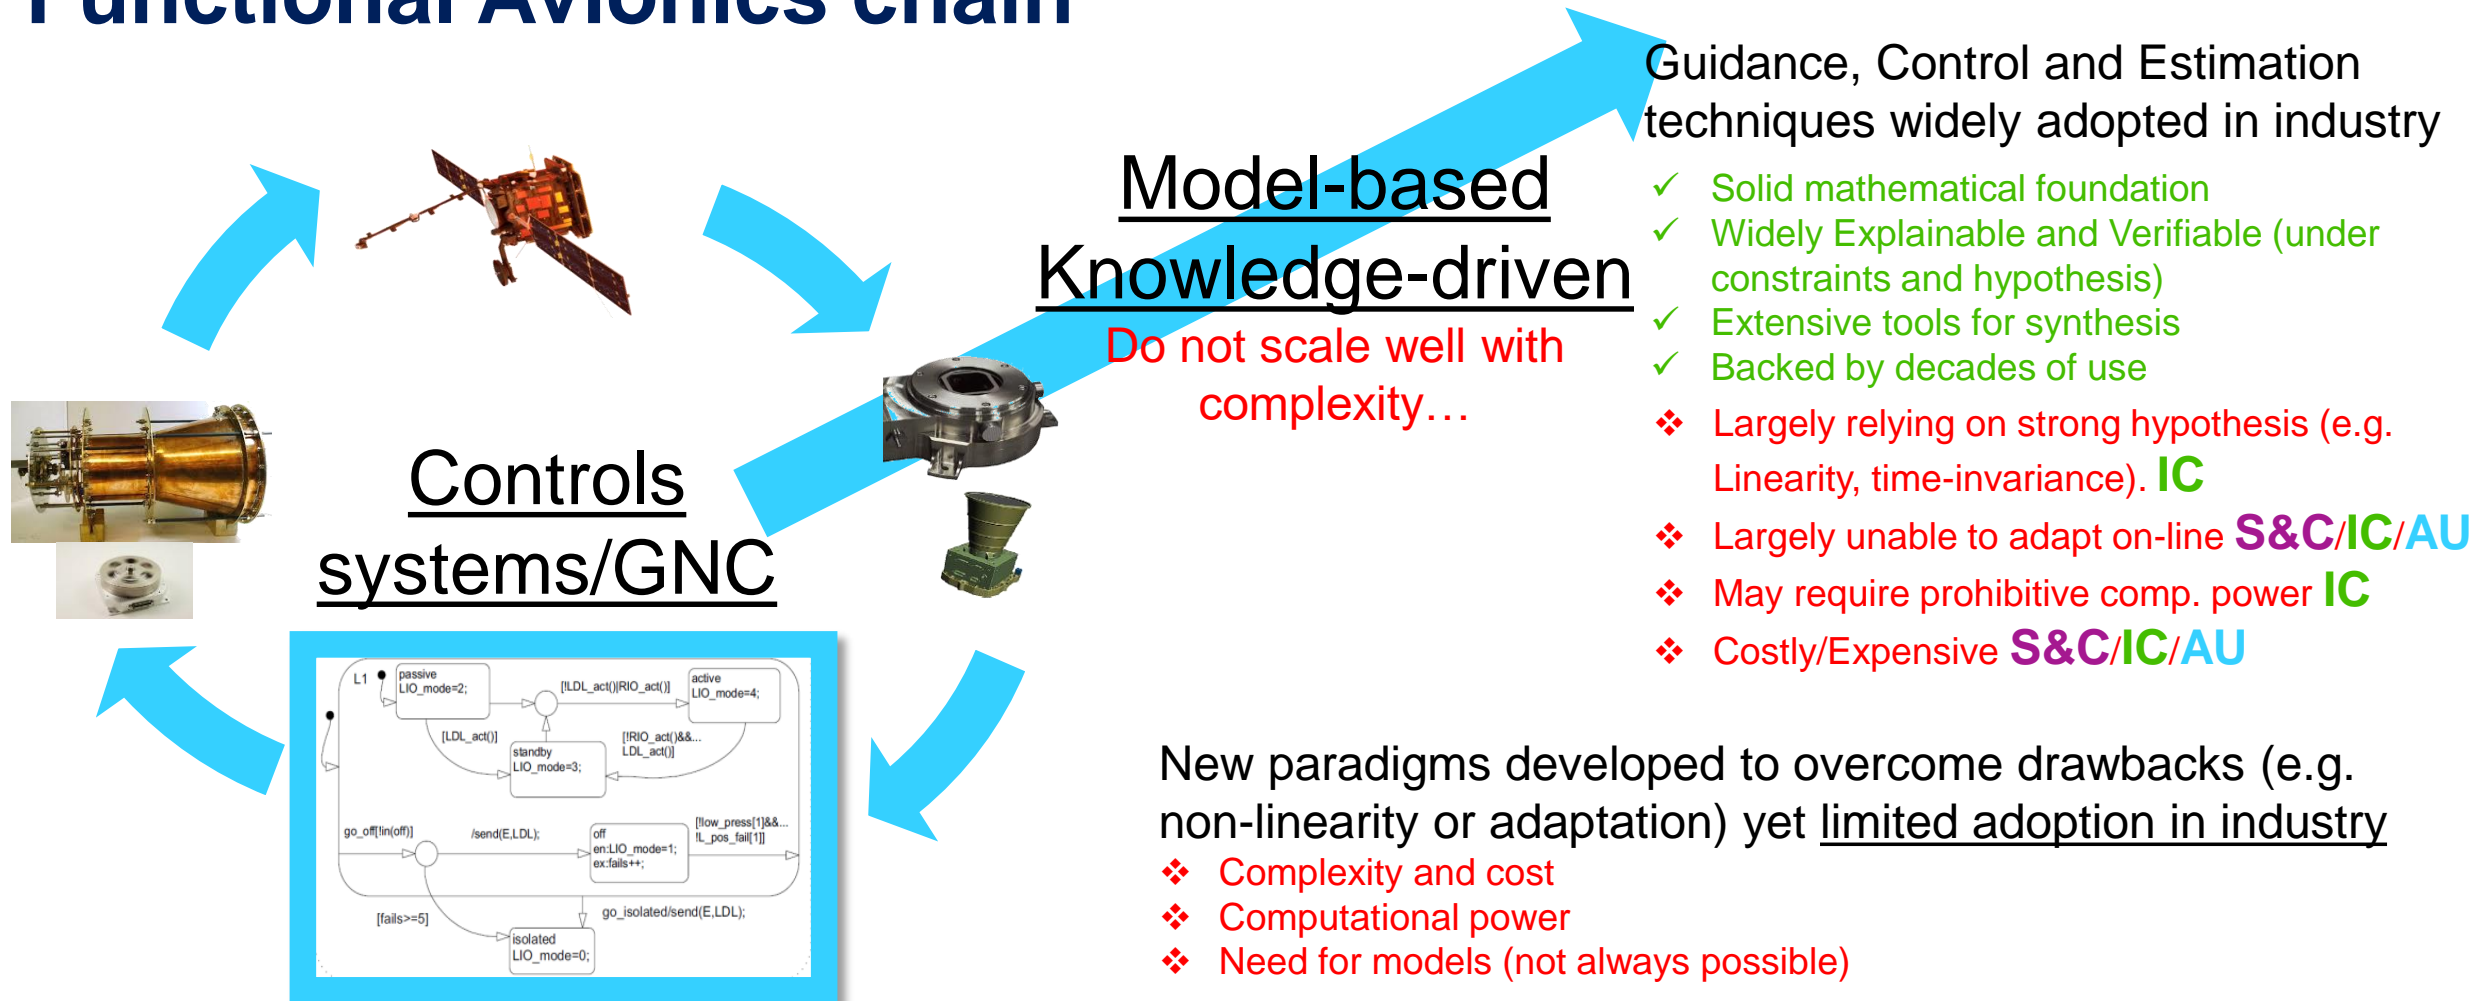 Functional Avionics chain
Guidance, Control and Estimation
techniques widely adopted in industry
Model-based
Knowledge-driven
Do not scale well with
complexity…
✓ Solid mathematical foundation
✓ Widely Explainable and Verifiable (under
constraints and hypothesis)
✓ Extensive tools for synthesis
✓ Backed by decades of use
❖ Largely relying on strong hypothesis (e.g.
Linearity, time-invariance). IC
❖ Largely unable to adapt on-line S&C/IC/AU
❖ May require prohibitive comp. power IC
❖ Costly/Expensive S&C/IC/AU
Controls
systems/GNC
L1
passive
LIO_mode=2;
[!LDL_act()|RIO_act()]
active
LIO_mode=4;
[LDL_act()]
standby
LIO_mode=3;
[!RIO_act()&&...
LDL_act()]
go_off[!in(off)]
/send(E,LDL);
off
en:LIO_mode=1;
ex:fails++;
[!low_press[1]&&...
!L_pos_fail[1]]
[fails>=5]
go_isolated/send(E,LDL);
isolated
LIO_mode=0;
New paradigms developed to overcome drawbacks (e.g.
non-linearity or adaptation) yet limited adoption in industry
❖ Complexity and cost
❖ Computational power
❖ Need for models (not always possible)